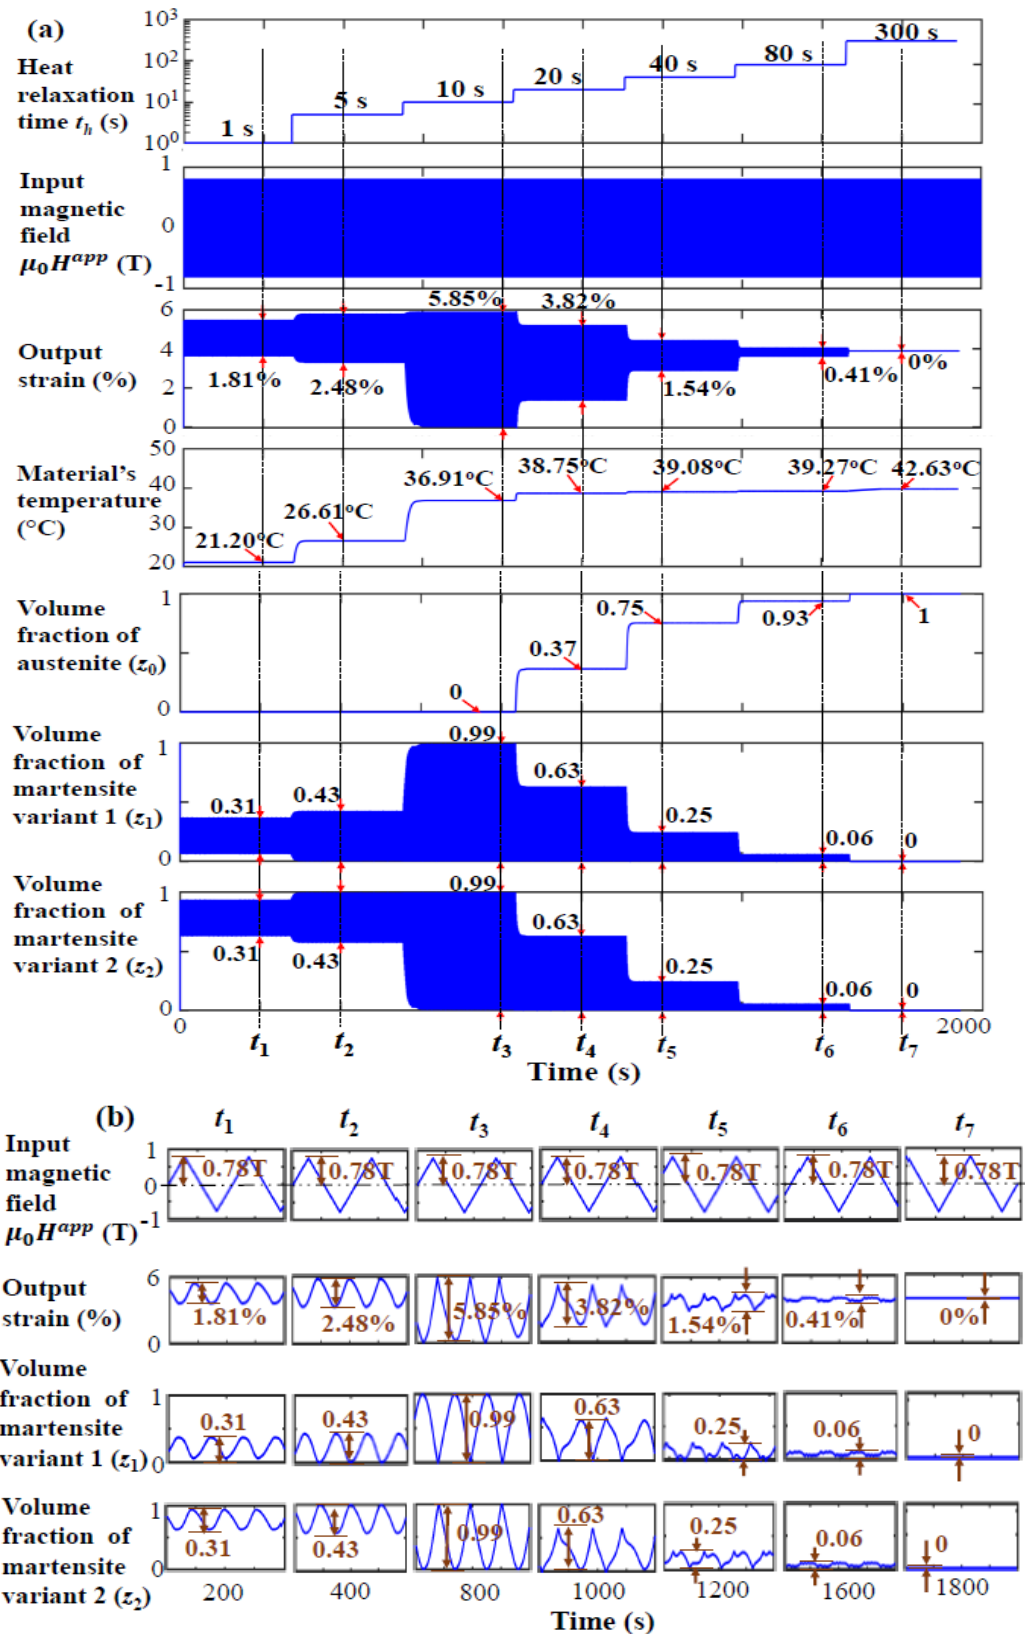 (a)
Heat
relaxation
time t_h (s)
10³
10²
10¹
10⁰
1 s
5 s
10 s
20 s
40 s
80 s
300 s
Input
magnetic
field
μ₀H^app (T)
1
0
-1
Output
strain (%)
6
4
2
0
1.81%
2.48%
5.85%
3.82%
1.54%
0.41%
0%
Material's
temperature
(°C)
50
40
30
20
21.20°C
26.61°C
36.91°C
38.75°C
39.08°C
39.27°C
42.63°C
Volume
fraction of
austenite (z₀)
1
0
0
0.37
0.75
0.93
1
Volume
fraction of
martensite
variant 1 (z₁)
1
0
0.31
0.43
0.99
0.63
0.25
0.06
0
Volume
fraction of
martensite
variant 2 (z₂)
1
0
0.31
0.43
0.99
0.63
0.25
0.06
0
0
2000
t₁
t₂
t₃
t₄
t₅
t₆
t₇
Time (s)
(b)
t₁
t₂
t₃
t₄
t₅
t₆
t₇
Input
magnetic
field
μ₀H^app (T)
1
0
-1
0.78T
0.78T
0.78T
0.78T
0.78T
0.78T
0.78T
Output
strain (%)
6
0
1.81%
2.48%
5.85%
3.82%
1.54%
0.41%
0%
Volume
fraction of
martensite
variant 1 (z₁)
1
0
0.31
0.43
0.99
0.63
0.25
0.06
0
Volume
fraction of
martensite
variant 2 (z₂)
1
0
0.31
0.43
0.99
0.63
0.25
0.06
0
200
400
800
1000
1200
1600
1800
Time (s)